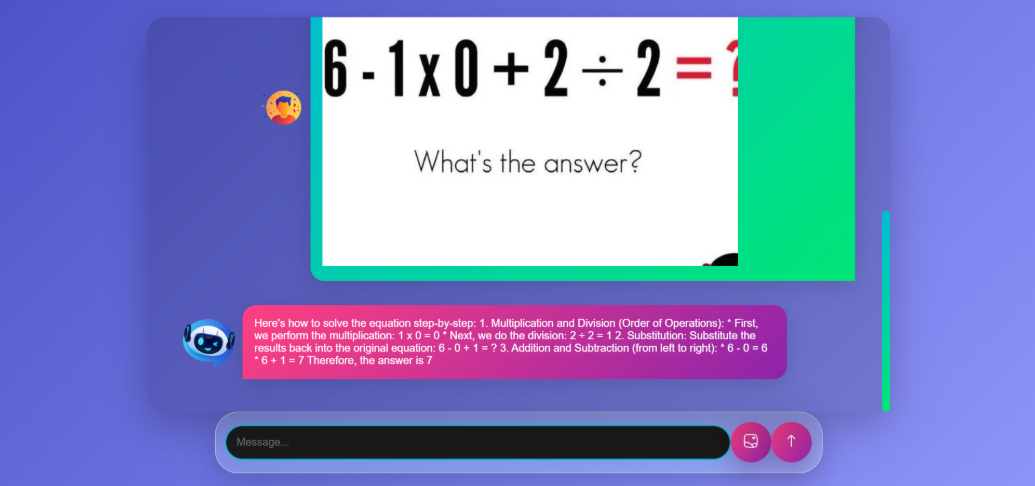 6 - 1 x 0 + 2 ÷ 2 = ?
What's the answer?
Here's how to solve the equation step-by-step: 1. Multiplication and Division (Order of Operations): * First,
we perform the multiplication: 1 x 0 = 0 * Next, we do the division: 2 ÷ 2 = 1 2. Substitution: Substitute the
results back into the original equation: 6 - 0 + 1 = ? 3. Addition and Subtraction (from left to right): * 6 - 0 = 6
* 6 + 1 = 7 Therefore, the answer is 7
Message...